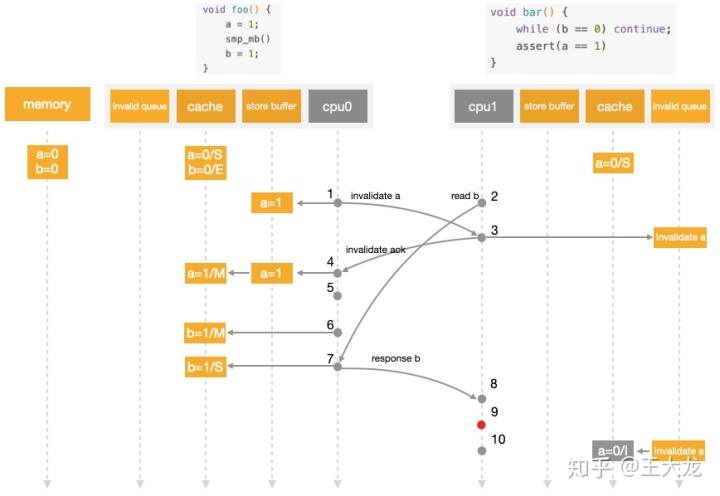 void foo() {
a = 1;
smp_mb()
b = 1;
}
void bar() {
while (b == 0) continue;
assert(a == 1)
}
memory
invalid queue
cache
store buffer
cpu0
cpu1
store buffer
cache
invalid queue
a=0
b=0
a=0/S
b=0/E
a=0/S
1
invalidate a
read b
2
a=1
3
invalidate a
invalidate ack
4
a=1/M
a=1
5
6
b=1/M
7
response b
b=1/S
8
9
10
a=0/I
invalidate a
知乎 @王大龙